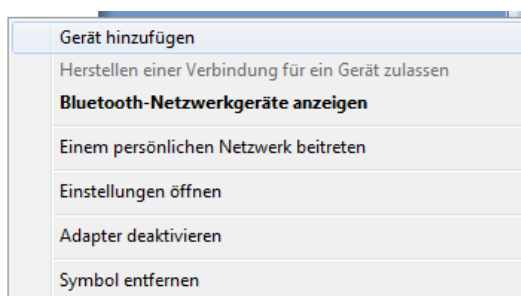 Gerät hinzufügen
Herstellen einer Verbindung für ein Gerät zulassen
Bluetooth-Netzwerkgeräte anzeigen
Einem persönlichen Netzwerk beitreten
Einstellungen öffnen
Adapter deaktivieren
Symbol entfernen